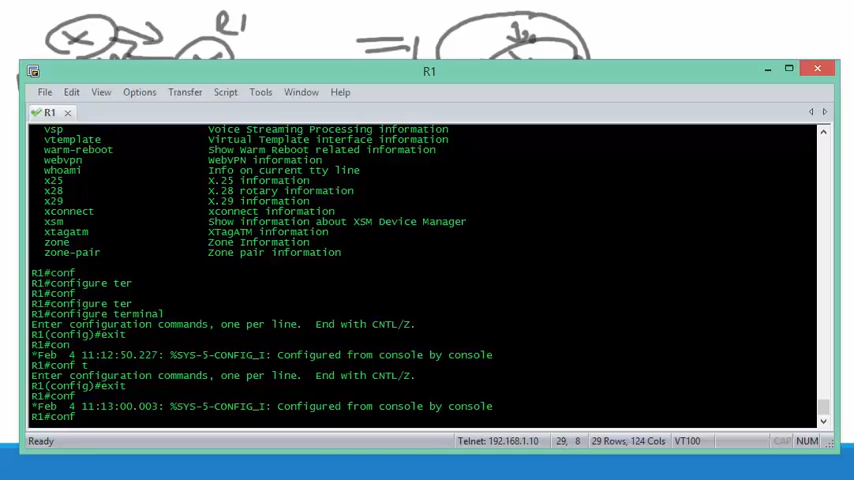 R1
X
R1
File Edit View Options Transfer Script Tools Window Help
R1
vsp Voice Streaming Processing information
vtemplate Virtual Template interface information
warm-reboot Show Warm Reboot related information
webvpn WebVPN information
whoami Info on current tty line
x25 X.25 information
x28 X.28 rotary information
x29 X.29 information
xconnect xconnect information
xsm Show information about XSM Device Manager
xtagatm XTagATM information
zone Zone Information
zone-pair Zone pair information
R1#conf
R1#configure ter
R1#conf
R1#configure ter
R1#configure terminal
Enter configuration commands, one per line. End with CNTL/Z.
R1(config)#exit
R1#con
*Feb 4 11:12:50.227: %SYS-5-CONFIG_I: Configured from console by console
R1#conf t
Enter configuration commands, one per line. End with CNTL/Z.
R1(config)#exit
R1#conf
*Feb 4 11:13:00.003: %SYS-5-CONFIG_I: Configured from console by console
R1#conf
Ready Telnet: 192.168.1.10 29, 8 29 Rows, 124 Cols VT100 CAP NUM